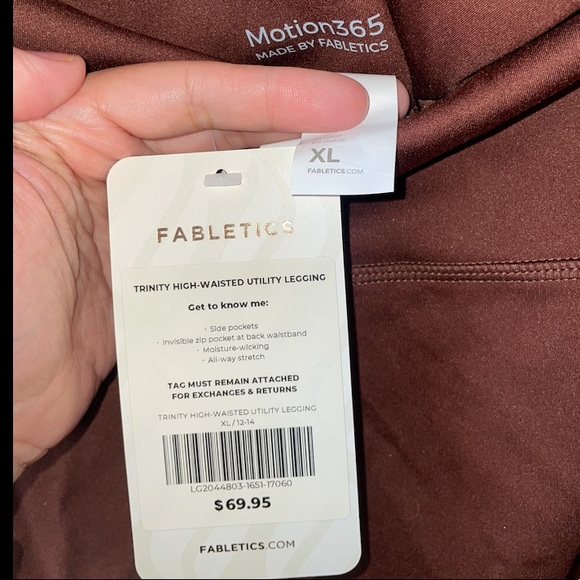 Motion365
MADE BY FABLETICS
XL
FABLETICS.COM
FABLETICS
TRINITY HIGH-WAISTED UTILITY LEGGING
Get to know me:
• Side pockets
• Invisible zip pocket at back waistband
• Moisture-wicking
• All-way stretch
TAG MUST REMAIN ATTACHED
FOR EXCHANGES & RETURNS
TRINITY HIGH-WAISTED UTILITY LEGGING
XL / 12-14
LG2044803-1651-17060
$69.95
FABLETICS.COM